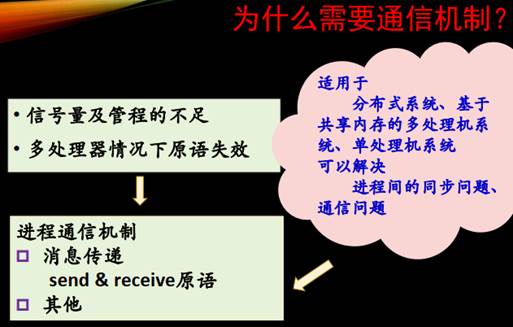 为什么需要通信机制?
• 信号量及管程的不足
• 多处理器情况下原语失效
适用于
分布式系统、基于
共享内存的多处理机系
统、单处理机系统
可以解决
进程间的同步问题、
通信问题
进程通信机制
消息传递
send & receive原语
其他